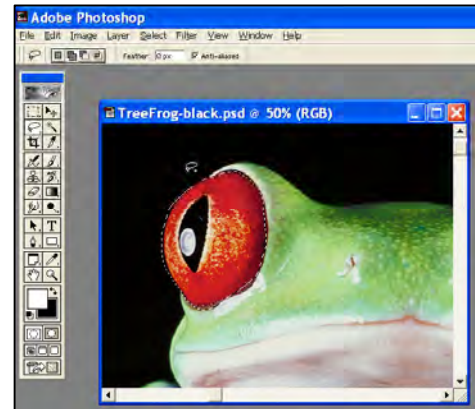 Adobe Photoshop
File Edit Image Layer Select Filter View Window Help
Feather: 0 px Anti-aliased
TreeFrog-black.psd @ 50% (RGB)
T